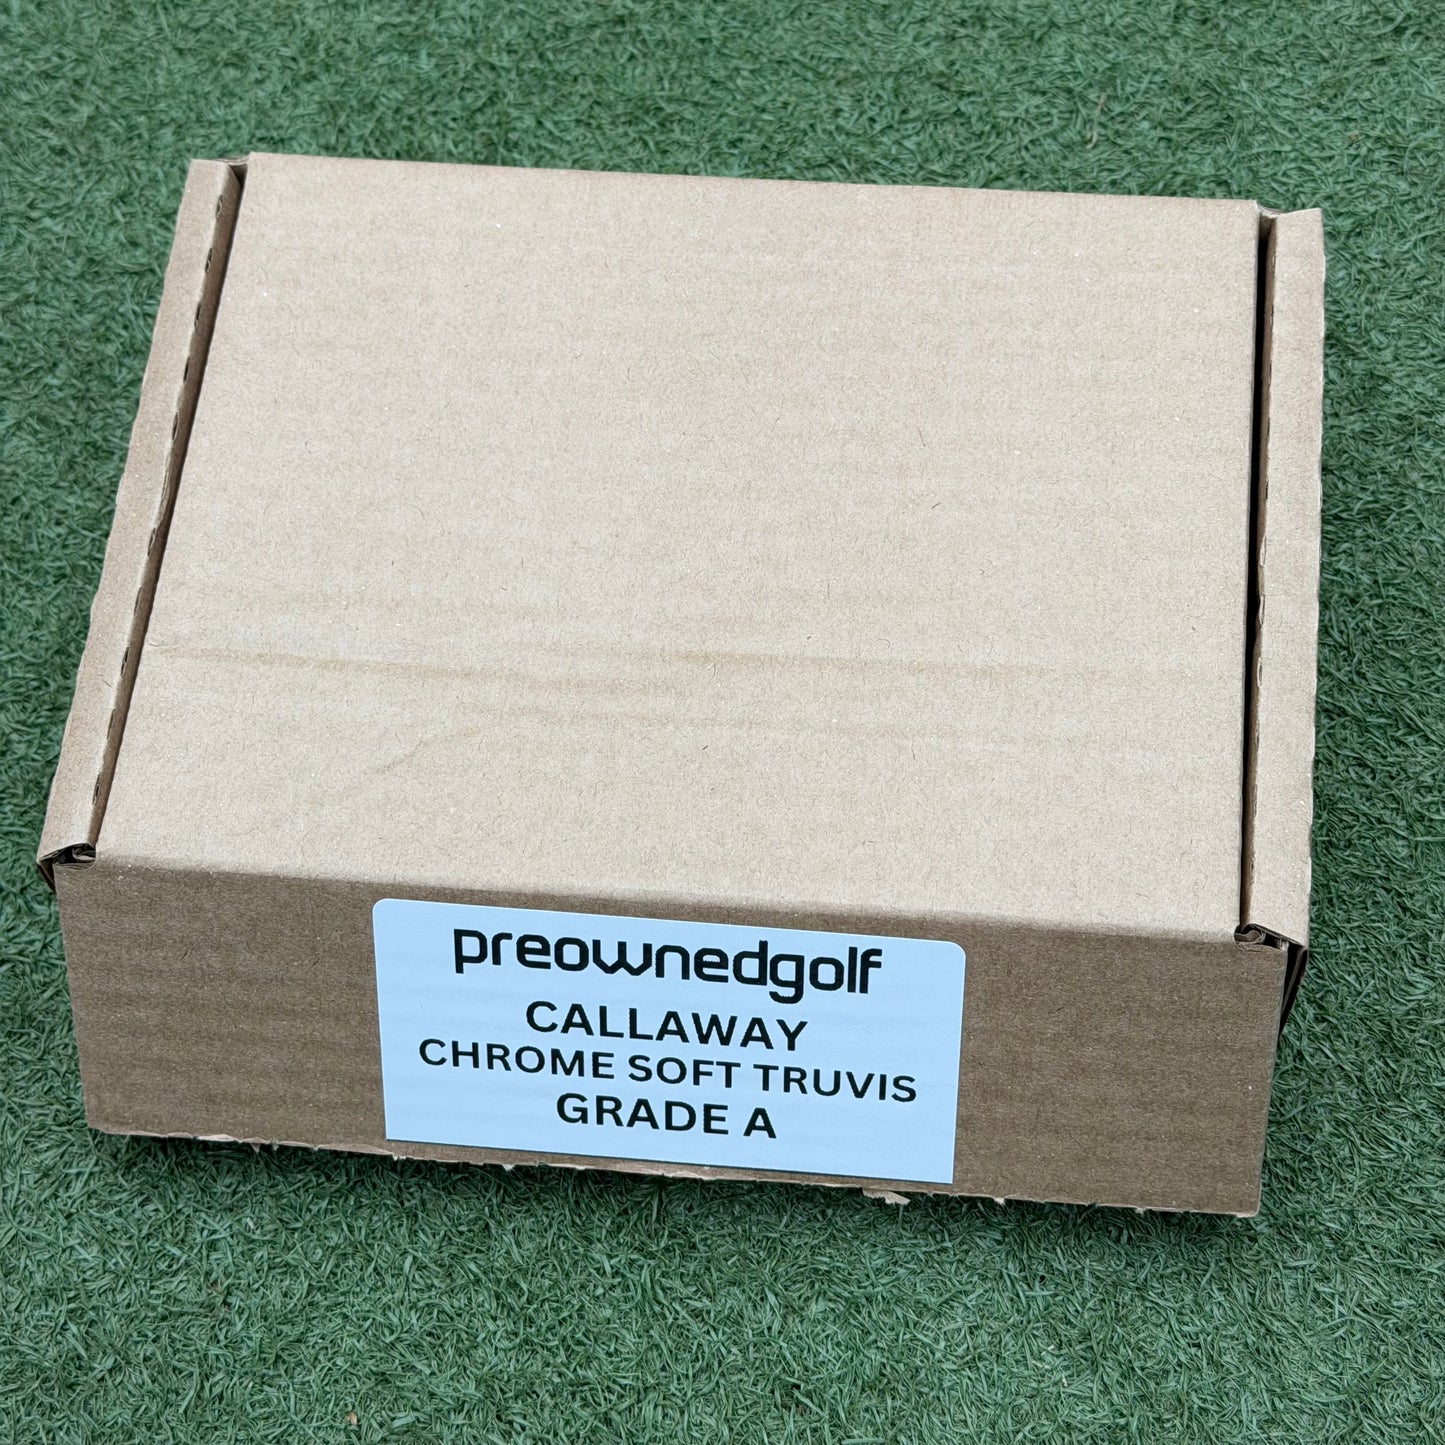 preownedgolf
CALLAWAY
CHROME SOFT TRUVIS
GRADE A